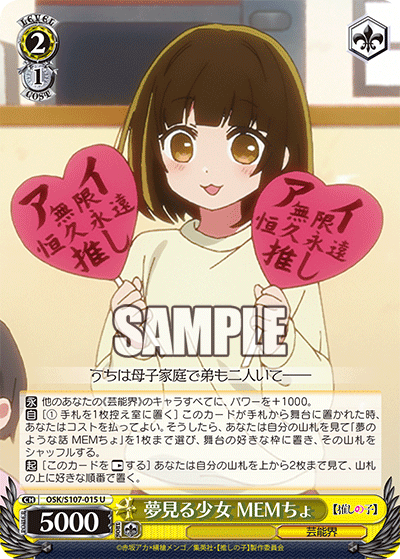 LEVEL
2
1
COST
アイ
無限
恒久永遠
推し
アイ
無限
恒久永遠
推し
SAMPLE
うちは母子家庭で弟も二人いて――
永 他のあなたの《芸能界》のキャラすべてに、パワーを+1000。
自 [① 手札を1枚控え室に置く] このカードが手札から舞台に置かれた時、
あなたはコストを払ってよい。そうしたら、あなたは自分の山札を見て「夢
のような話 MEMちょ」を1枚まで選び、舞台の好きな枠に置き、その山札を
シャッフルする。
起 [このカードを する] あなたは自分の山札を上から2枚まで見て、山札
の上に好きな順番で置く。
CH OSK/S107-015 U
5000
夢見る少女 MEMちょ
【推しの子】
芸能界
©赤坂アカ×横槍メンゴ/集英社・【推しの子】製作委員会